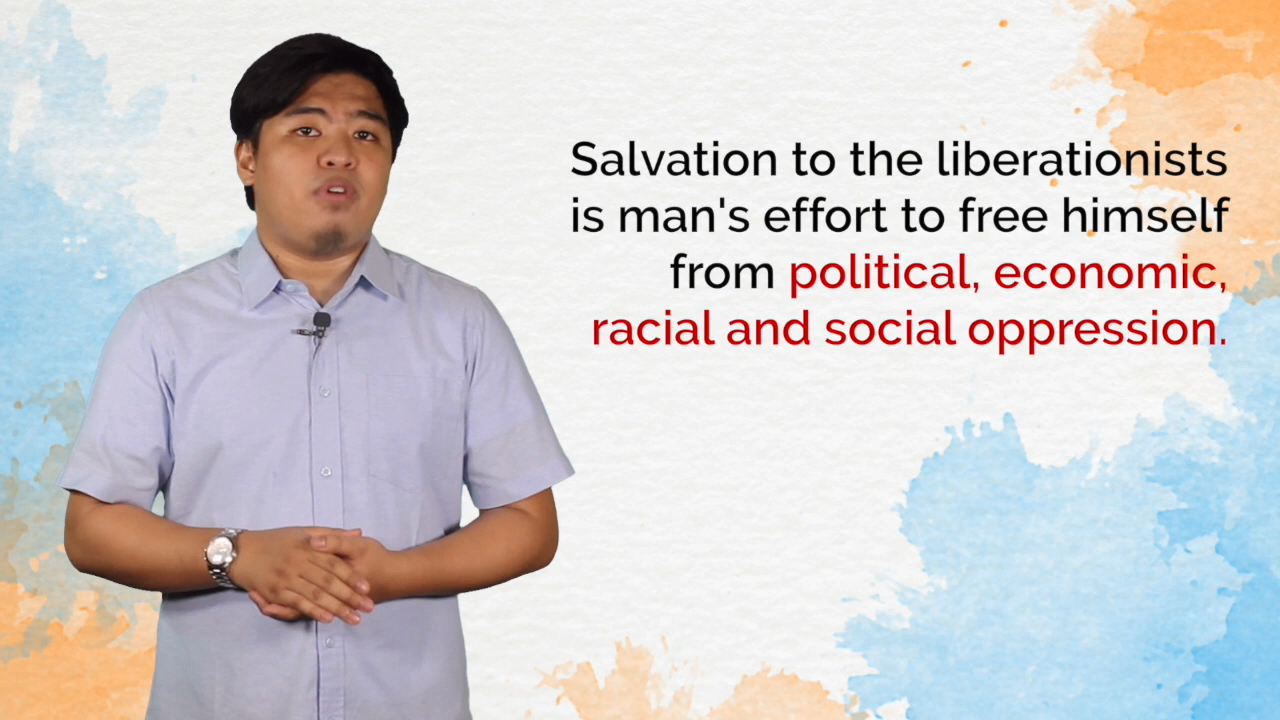 Salvation to the liberationists
is man's effort to free himself
from political, economic,
racial and social oppression.